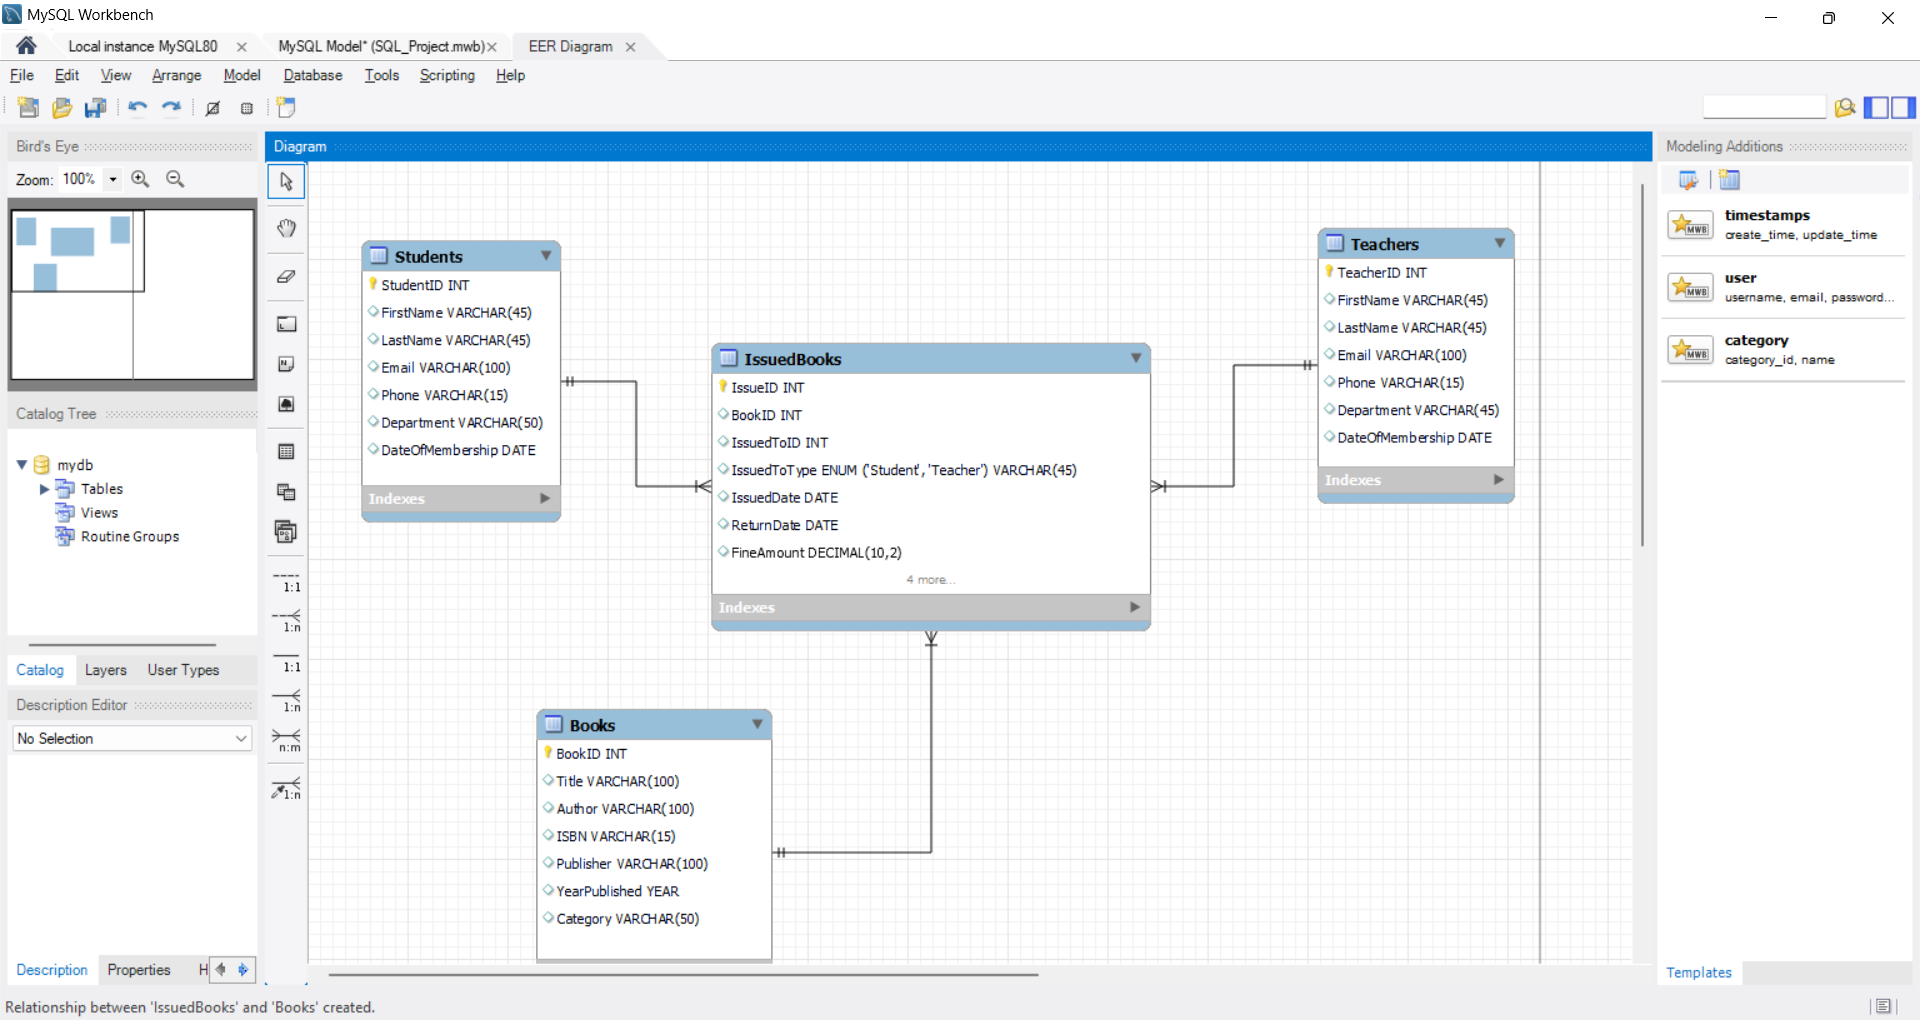 MySQL Workbench
Local instance MySQL80
MySQL Model* (SQL_Project.mwb)
EER Diagram
File Edit View Arrange Model Database Tools Scripting Help
Bird's Eye
Zoom: 100%
Catalog Tree
mydb
Tables
Views
Routine Groups
Catalog Layers User Types
Description Editor
No Selection
Description Properties H
Diagram
1:1
1:n
1:1
1:n
n:m
1:n
Students
StudentID INT
FirstName VARCHAR(45)
LastName VARCHAR(45)
Email VARCHAR(100)
Phone VARCHAR(15)
Department VARCHAR(50)
DateOfMembership DATE
Indexes
IssuedBooks
IssueID INT
BookID INT
IssuedToID INT
IssuedToType ENUM ('Student', 'Teacher') VARCHAR(45)
IssuedDate DATE
ReturnDate DATE
FineAmount DECIMAL(10,2)
4 more...
Indexes
Teachers
TeacherID INT
FirstName VARCHAR(45)
LastName VARCHAR(45)
Email VARCHAR(100)
Phone VARCHAR(15)
Department VARCHAR(45)
DateOfMembership DATE
Indexes
Books
BookID INT
Title VARCHAR(100)
Author VARCHAR(100)
ISBN VARCHAR(15)
Publisher VARCHAR(100)
YearPublished YEAR
Category VARCHAR(50)
Modeling Additions
MWB
timestamps
create_time, update_time
MWB
user
username, email, password...
MWB
category
category_id, name
Templates
Relationship between 'IssuedBooks' and 'Books' created.